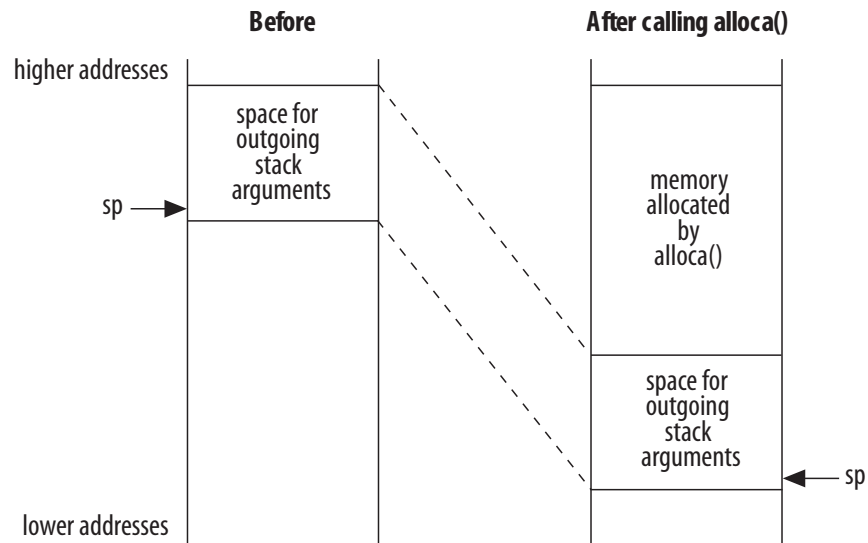 Before
After calling alloca()
higher addresses
space for
outgoing
stack
arguments
sp
memory
allocated
by
alloca()
space for
outgoing
stack
arguments
sp
lower addresses